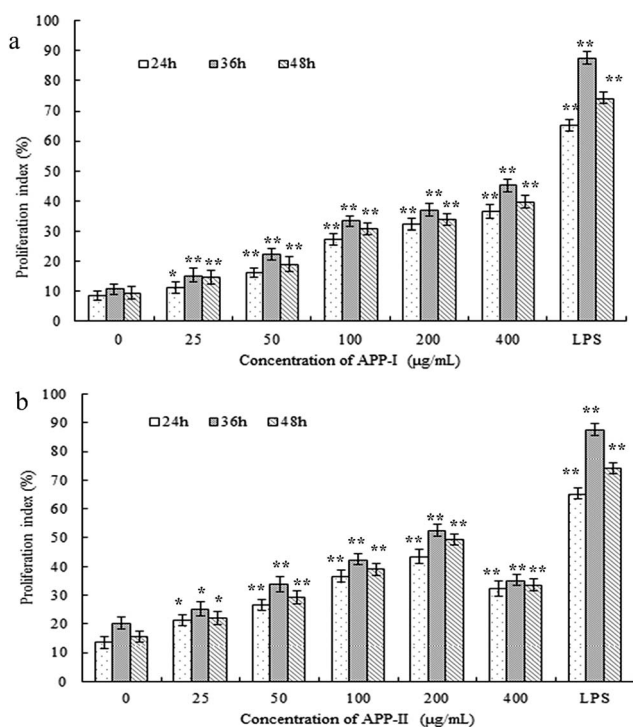 a
100
90
80
70
60
50
40
30
20
10
0
Proliferation index (%)
24h 36h 48h
* ** **
** ** **
** ** **
** ** **
** ** **
** ** **
0 25 50 100 200 400 LPS
Concentration of APP-I (μg/mL)
b
100
90
80
70
60
50
40
30
20
10
0
Proliferation index (%)
24h 36h 48h
* * *
** ** **
** ** **
** ** **
** ** **
** ** **
0 25 50 100 200 400 LPS
Concentration of APP-II (μg/mL)